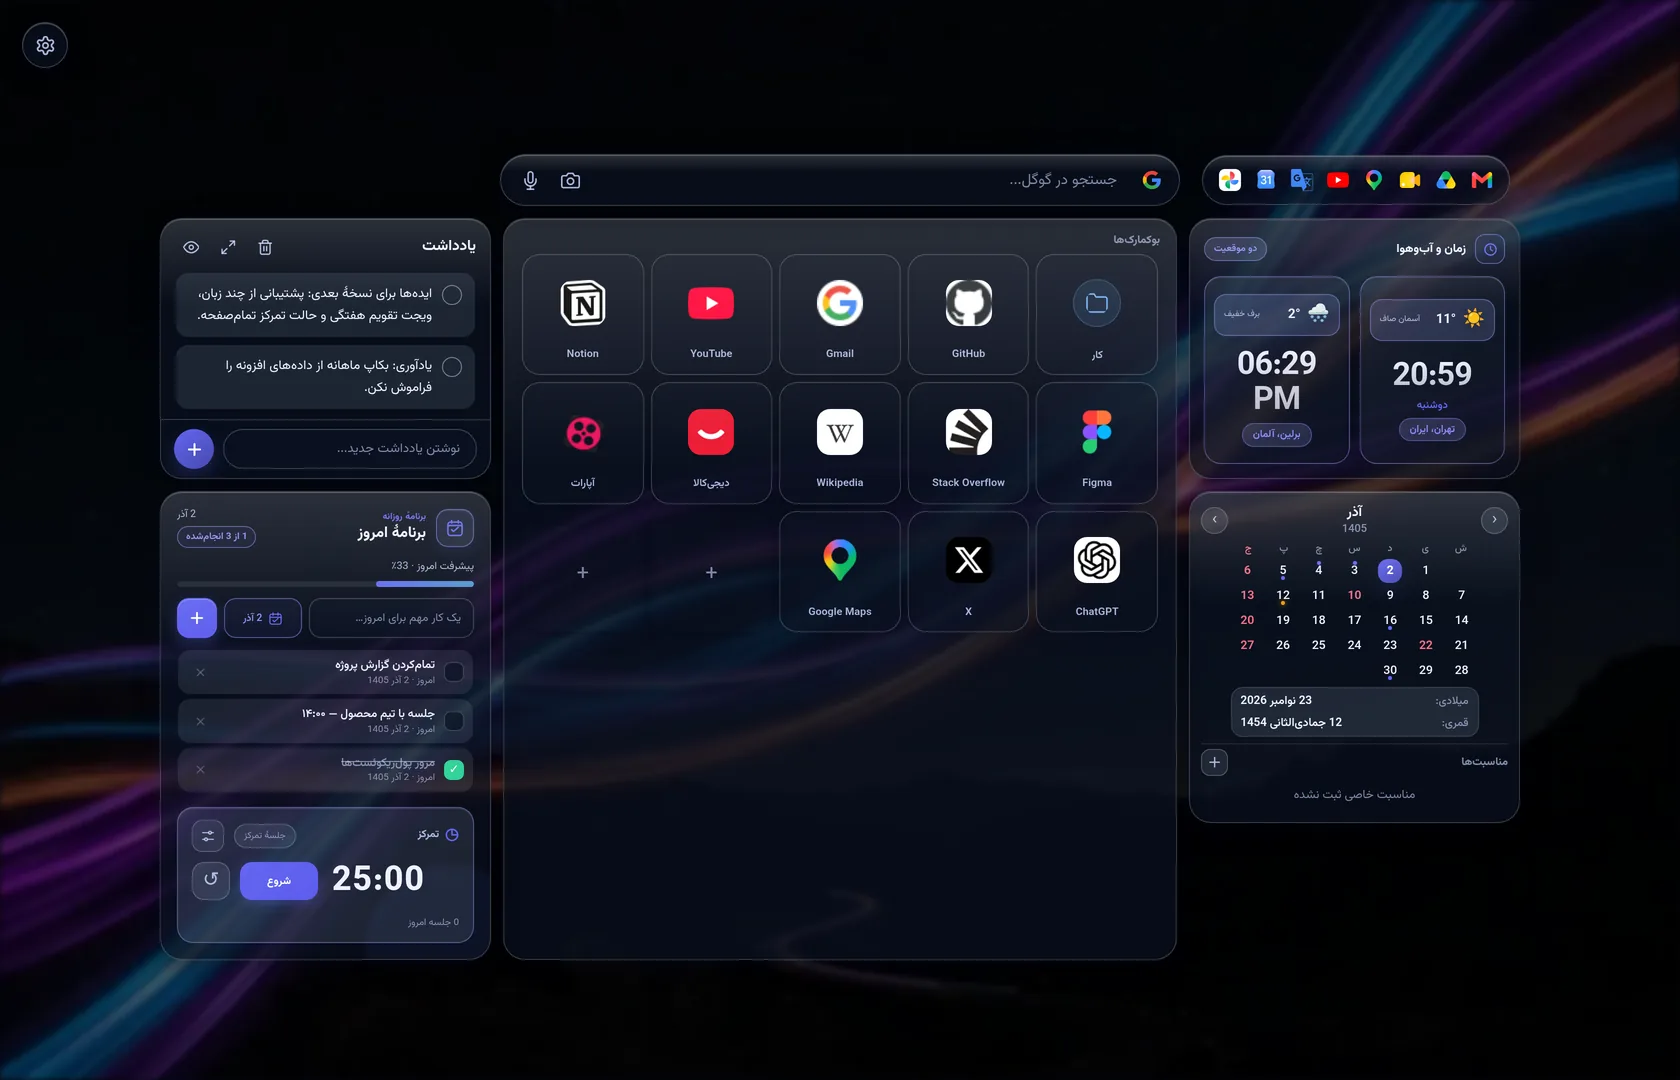 جستجو در گوگل...
31
زمان و آب‌وهوا
دو موقعیت
11°
آسمان صاف
20:59
دوشنبه
تهران، ایران
2°
برف خفیف
06:29
PM
برلین، آلمان
آذر
1405
ش ی د س چ پ ج
1 2 3 4 5 6
7 8 9 10 11 12 13
14 15 16 17 18 19 20
21 22 23 24 25 26 27
28 29 30
میلادی: 23 نوامبر 2026
قمری: 12 جمادی‌الثانی 1454
مناسبت‌ها
مناسبت خاصی ثبت نشده
بوکمارک‌ها
کار
GitHub
Gmail
YouTube
Notion
Figma
Stack Overflow
W
Wikipedia
دیجی‌کالا
آپارات
ChatGPT
X
Google Maps
یادداشت
ایده‌ها برای نسخهٔ بعدی: پشتیبانی از چند زبان،
ویجت تقویم هفتگی و حالت تمرکز تمام‌صفحه.
یادآوری: بکاپ ماهانه از داده‌های افزونه را
فراموش نکن.
نوشتن یادداشت جدید...
برنامهٔ روزانه
برنامهٔ امروز
2 آذر
1 از 3 انجام‌شده
پیشرفت امروز · 33٪
یک کار مهم برای امروز...
2 آذر
تمام‌کردن گزارش پروژه
امروز · 2 آذر 1405
جلسه با تیم محصول — ۱۴:۰۰
امروز · 2 آذر 1405
مرور پول‌ریکوئست‌ها
امروز · 2 آذر 1405
تمرکز
جلسهٔ تمرکز
25:00
شروع
0 جلسه امروز